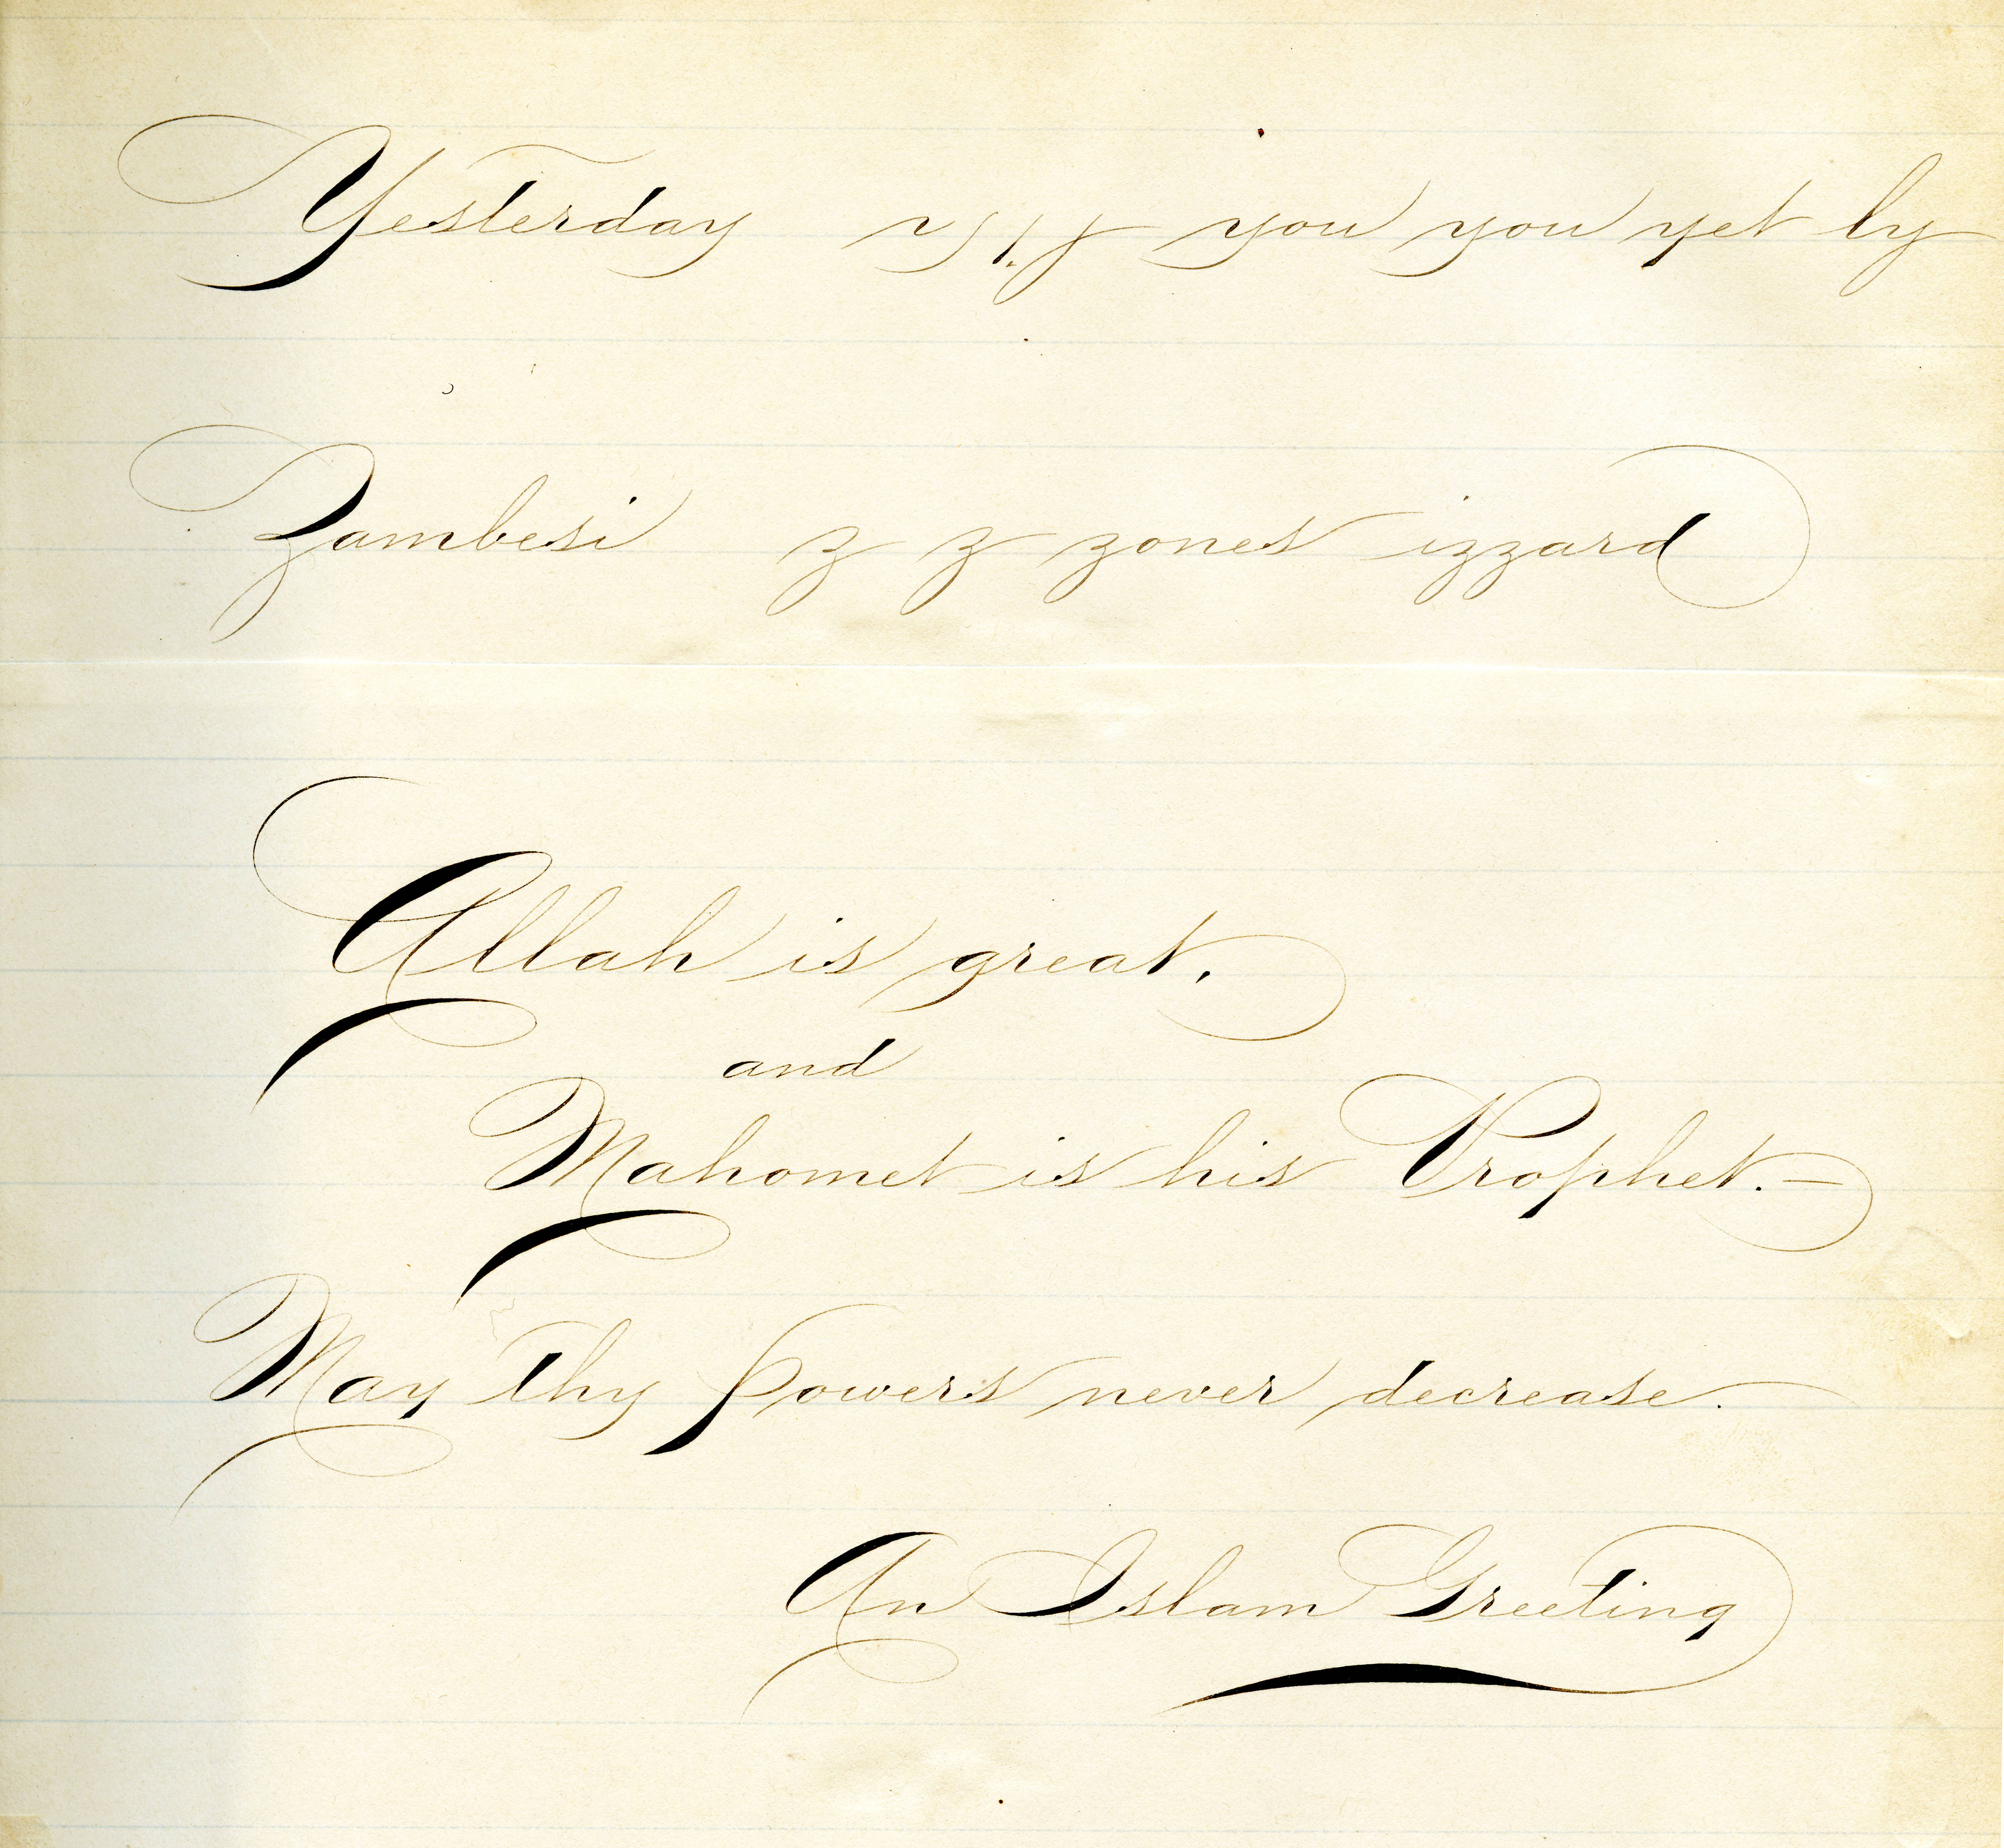 Yesterday you you yet ly
Zambesi z z zones izzard
Allah is great,
and
Mahomet is his Prophet.—
May thy powers never decrease.
An Islam Greeting